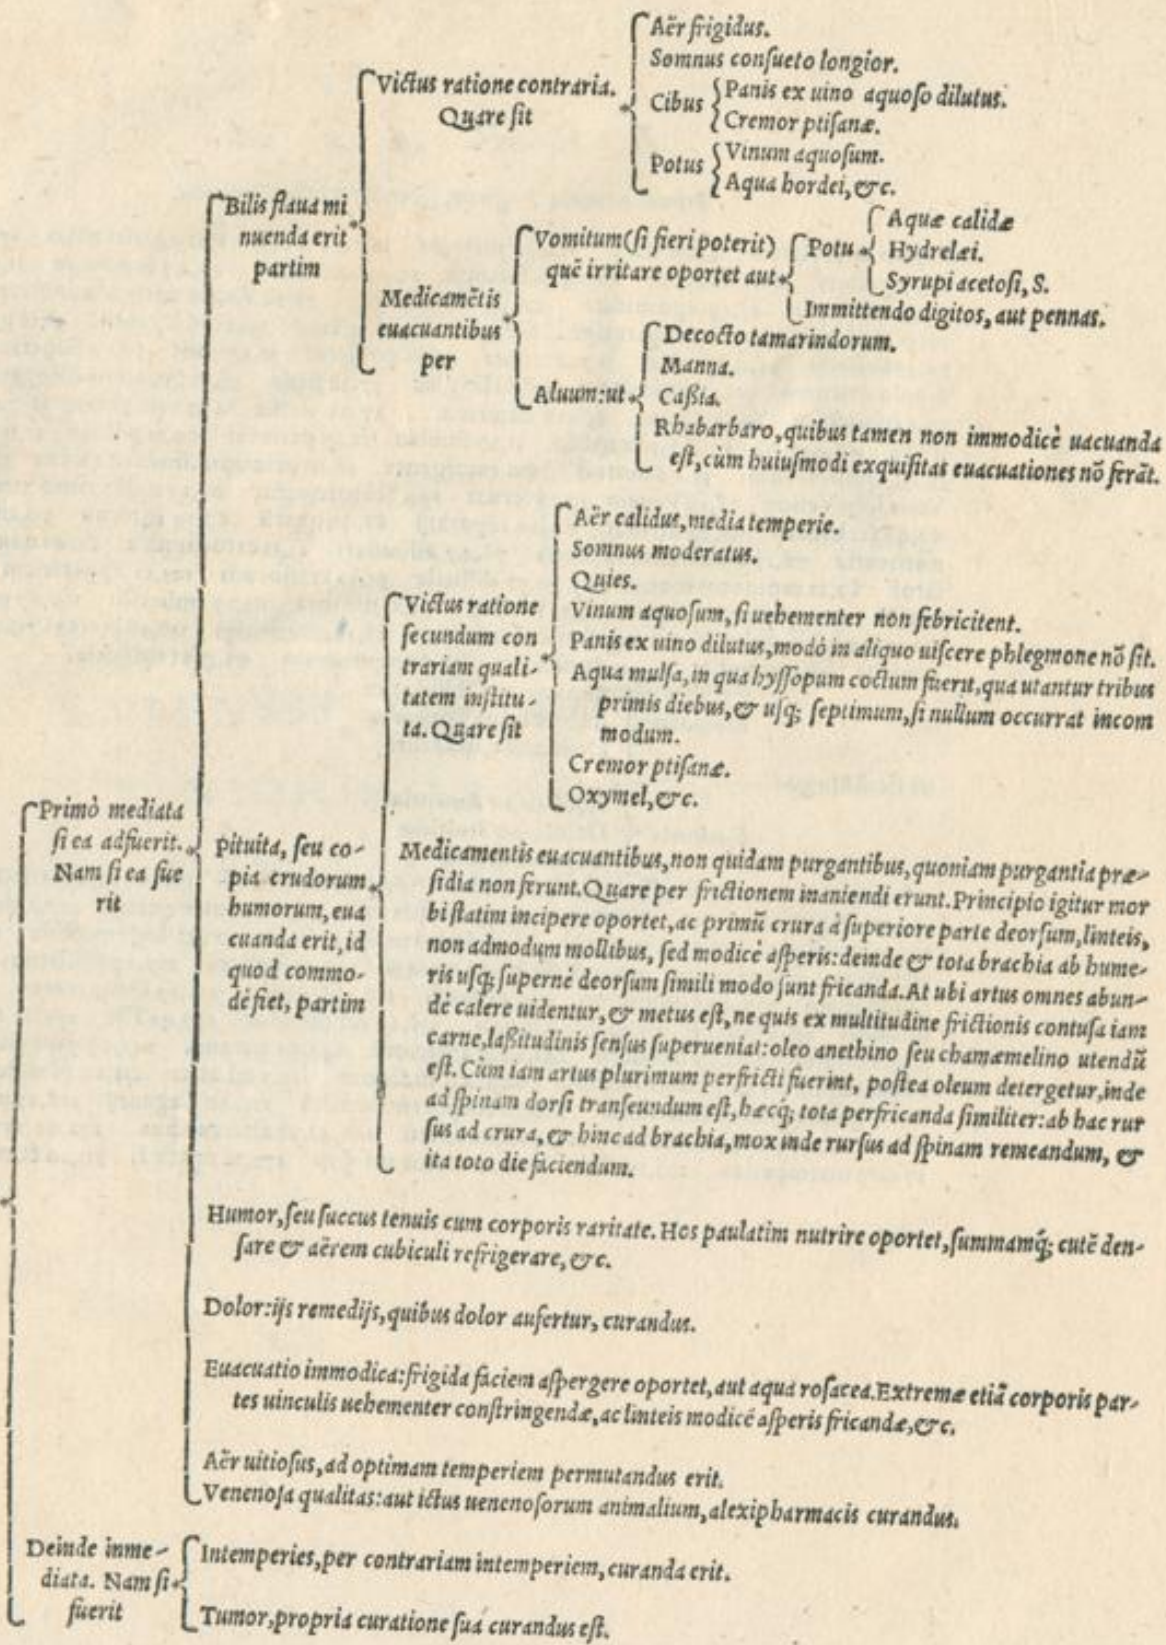 Primò mediata
si ea adfuerit.
Nam si ea fue
rit
Bilis flaua mi
nuenda erit
partim
Victus ratione contraria.
Quare sit
Aër frigidus.
Somnus consueto longior.
Cibus
Panis ex uino aquoso dilutus.
Cremor ptisanæ.
Potus
Vinum aquosum.
Aqua hordei, &c.
Medicamētis
euacuantibus
per
Vomitum (si fieri poterit)
quē irritare oportet aut
Potu
Aquæ calidæ
Hydrelæi.
Syrupi acetosi, S.
Immittendo digitos, aut pennas.
Aluum: ut
Decocto tamarindorum.
Manna.
Caßia.
Rhabarbaro, quibus tamen non immodicè uacuanda
est, cùm huiusmodi exquisitas euacuationes nō ferāt.
Pituita, seu co-
pia crudorum
humorum, eua
cuanda erit, id
quod commo-
dè fiet, partim
Victus ratione
secundum con
trariam quali-
tatem institu-
ta. Quare sit
Aër calidus, media temperie.
Somnus moderatus.
Quies.
Vinum aquosum, si uehementer non febricitent.
Panis ex uino dilutus, modò in aliquo uiscere phlegmone nō sit.
Aqua mulsa, in qua hyssopum coctum fuerit, qua utantur tribus
primis diebus, & usq; septimum, si nullum occurrat incom
modum.
Cremor ptisanæ.
Oxymel, &c.
Medicamentis euacuantibus, non quidam purgantibus, quoniam purgantia præ-
sidia non ferunt. Quare per frictionem inaniendi erunt. Principio igitur mor
bi statim incipere oportet, ac primū crura à superiore parte deorsum, linteis,
non admodum mollibus, sed modicè asperis: deinde & tota brachia ab hume-
ris usq; supernè deorsum simili modo sunt fricanda. At ubi artus omnes abun-
dè calere uidentur, & metus est, ne quis ex multitudine frictionis contusa iam
carne, laßitudinis sensus superueniat: oleo anethino seu chamæmelino utendū
est. Cùm iam artus plurimum perfricti fuerint, postea oleum detergetur, inde
ad spinam dorsi transeundum est, hæcq; tota perfricanda similiter: ab hac rur
sus ad crura, & hinc ad brachia, mox inde rursus ad spinam remeandum, &
ita toto die faciendum.
Humor, seu succus tenuis cum corporis raritate. Hos paulatim nutrire oportet, summamq́; cutē den-
sare & aërem cubiculi refrigerare, &c.
Dolor: ijs remedijs, quibus dolor aufertur, curandus.
Euacuatio immodica: frigida faciem aspergere oportet, aut aqua rosacea. Extremæ etiā corporis par-
tes uinculis uehementer constringendæ, ac linteis modicè asperis fricandæ, &c.
Aër uitiosus, ad optimam temperiem permutandus erit.
Venenosa qualitas: aut ictus uenenosorum animalium, alexipharmacis curandus.
Deinde inme-
diata. Nam si
fuerit
Intemperies, per contrariam intemperiem, curanda erit.
Tumor, propria curatione sua curandus est.